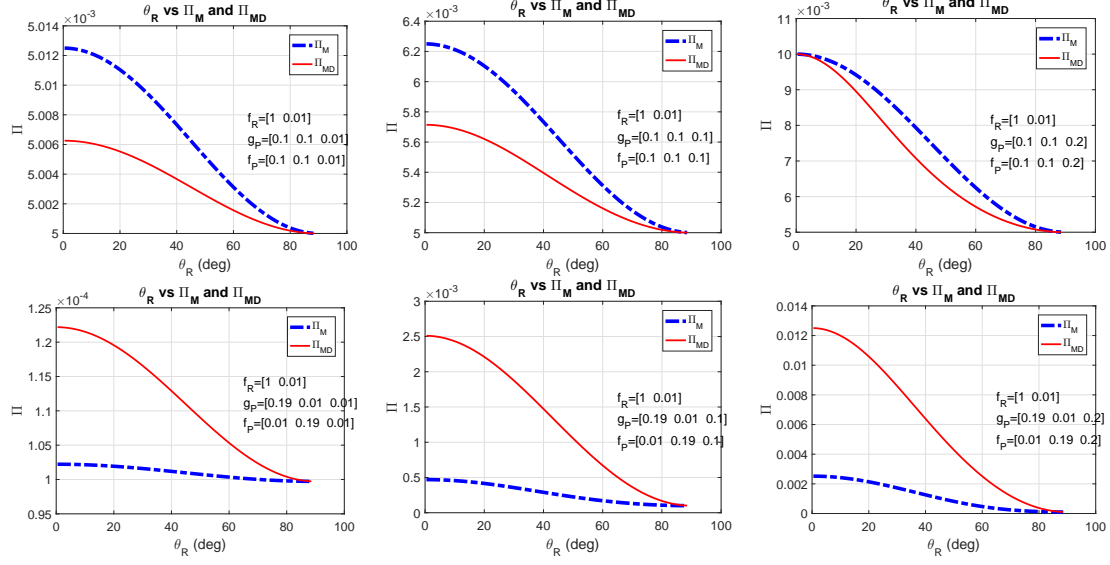 θR vs ΠM and ΠMD
×10-3
5.014
5.012
5.01
5.008
5.006
5.004
5.002
5
Π
0 20 40 60 80 100
θR (deg)
ΠM
ΠMD
fR=[1 0.01]
gP=[0.1 0.1 0.01]
fP=[0.1 0.1 0.01]
θR vs ΠM and ΠMD
×10-3
6.4
6.2
6
5.8
5.6
5.4
5.2
5
Π
0 20 40 60 80 100
θR (deg)
ΠM
ΠMD
fR=[1 0.01]
gP=[0.1 0.1 0.1]
fP=[0.1 0.1 0.1]
θR vs ΠM and ΠMD
×10-3
11
10
9
8
7
6
5
Π
0 20 40 60 80 100
θR (deg)
ΠM
ΠMD
fR=[1 0.01]
gP=[0.1 0.1 0.2]
fP=[0.1 0.1 0.2]
θR vs ΠM and ΠMD
×10-4
1.25
1.2
1.15
1.1
1.05
1
0.95
Π
0 20 40 60 80 100
θR (deg)
ΠM
ΠMD
fR=[1 0.01]
gP=[0.19 0.01 0.01]
fP=[0.01 0.19 0.01]
θR vs ΠM and ΠMD
×10-3
3
2.5
2
1.5
1
0.5
0
Π
0 20 40 60 80 100
θR (deg)
ΠM
ΠMD
fR=[1 0.01]
gP=[0.19 0.01 0.1]
fP=[0.01 0.19 0.1]
θR vs ΠM and ΠMD
0.014
0.012
0.01
0.008
0.006
0.004
0.002
0
Π
0 20 40 60 80 100
θR (deg)
ΠM
ΠMD
fR=[1 0.01]
gP=[0.19 0.01 0.2]
fP=[0.01 0.19 0.2]